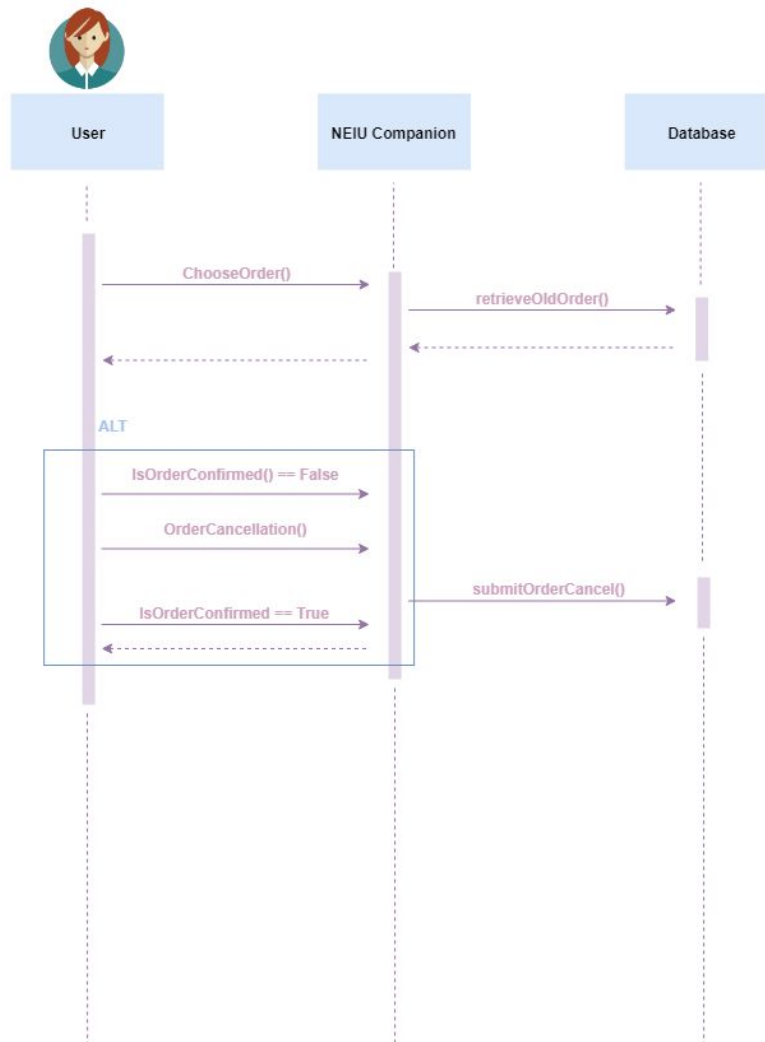 User
NEIU Companion
Database
ChooseOrder()
retrieveOldOrder()
ALT
IsOrderConfirmed() == False
OrderCancellation()
submitOrderCancel()
IsOrderConfirmed == True